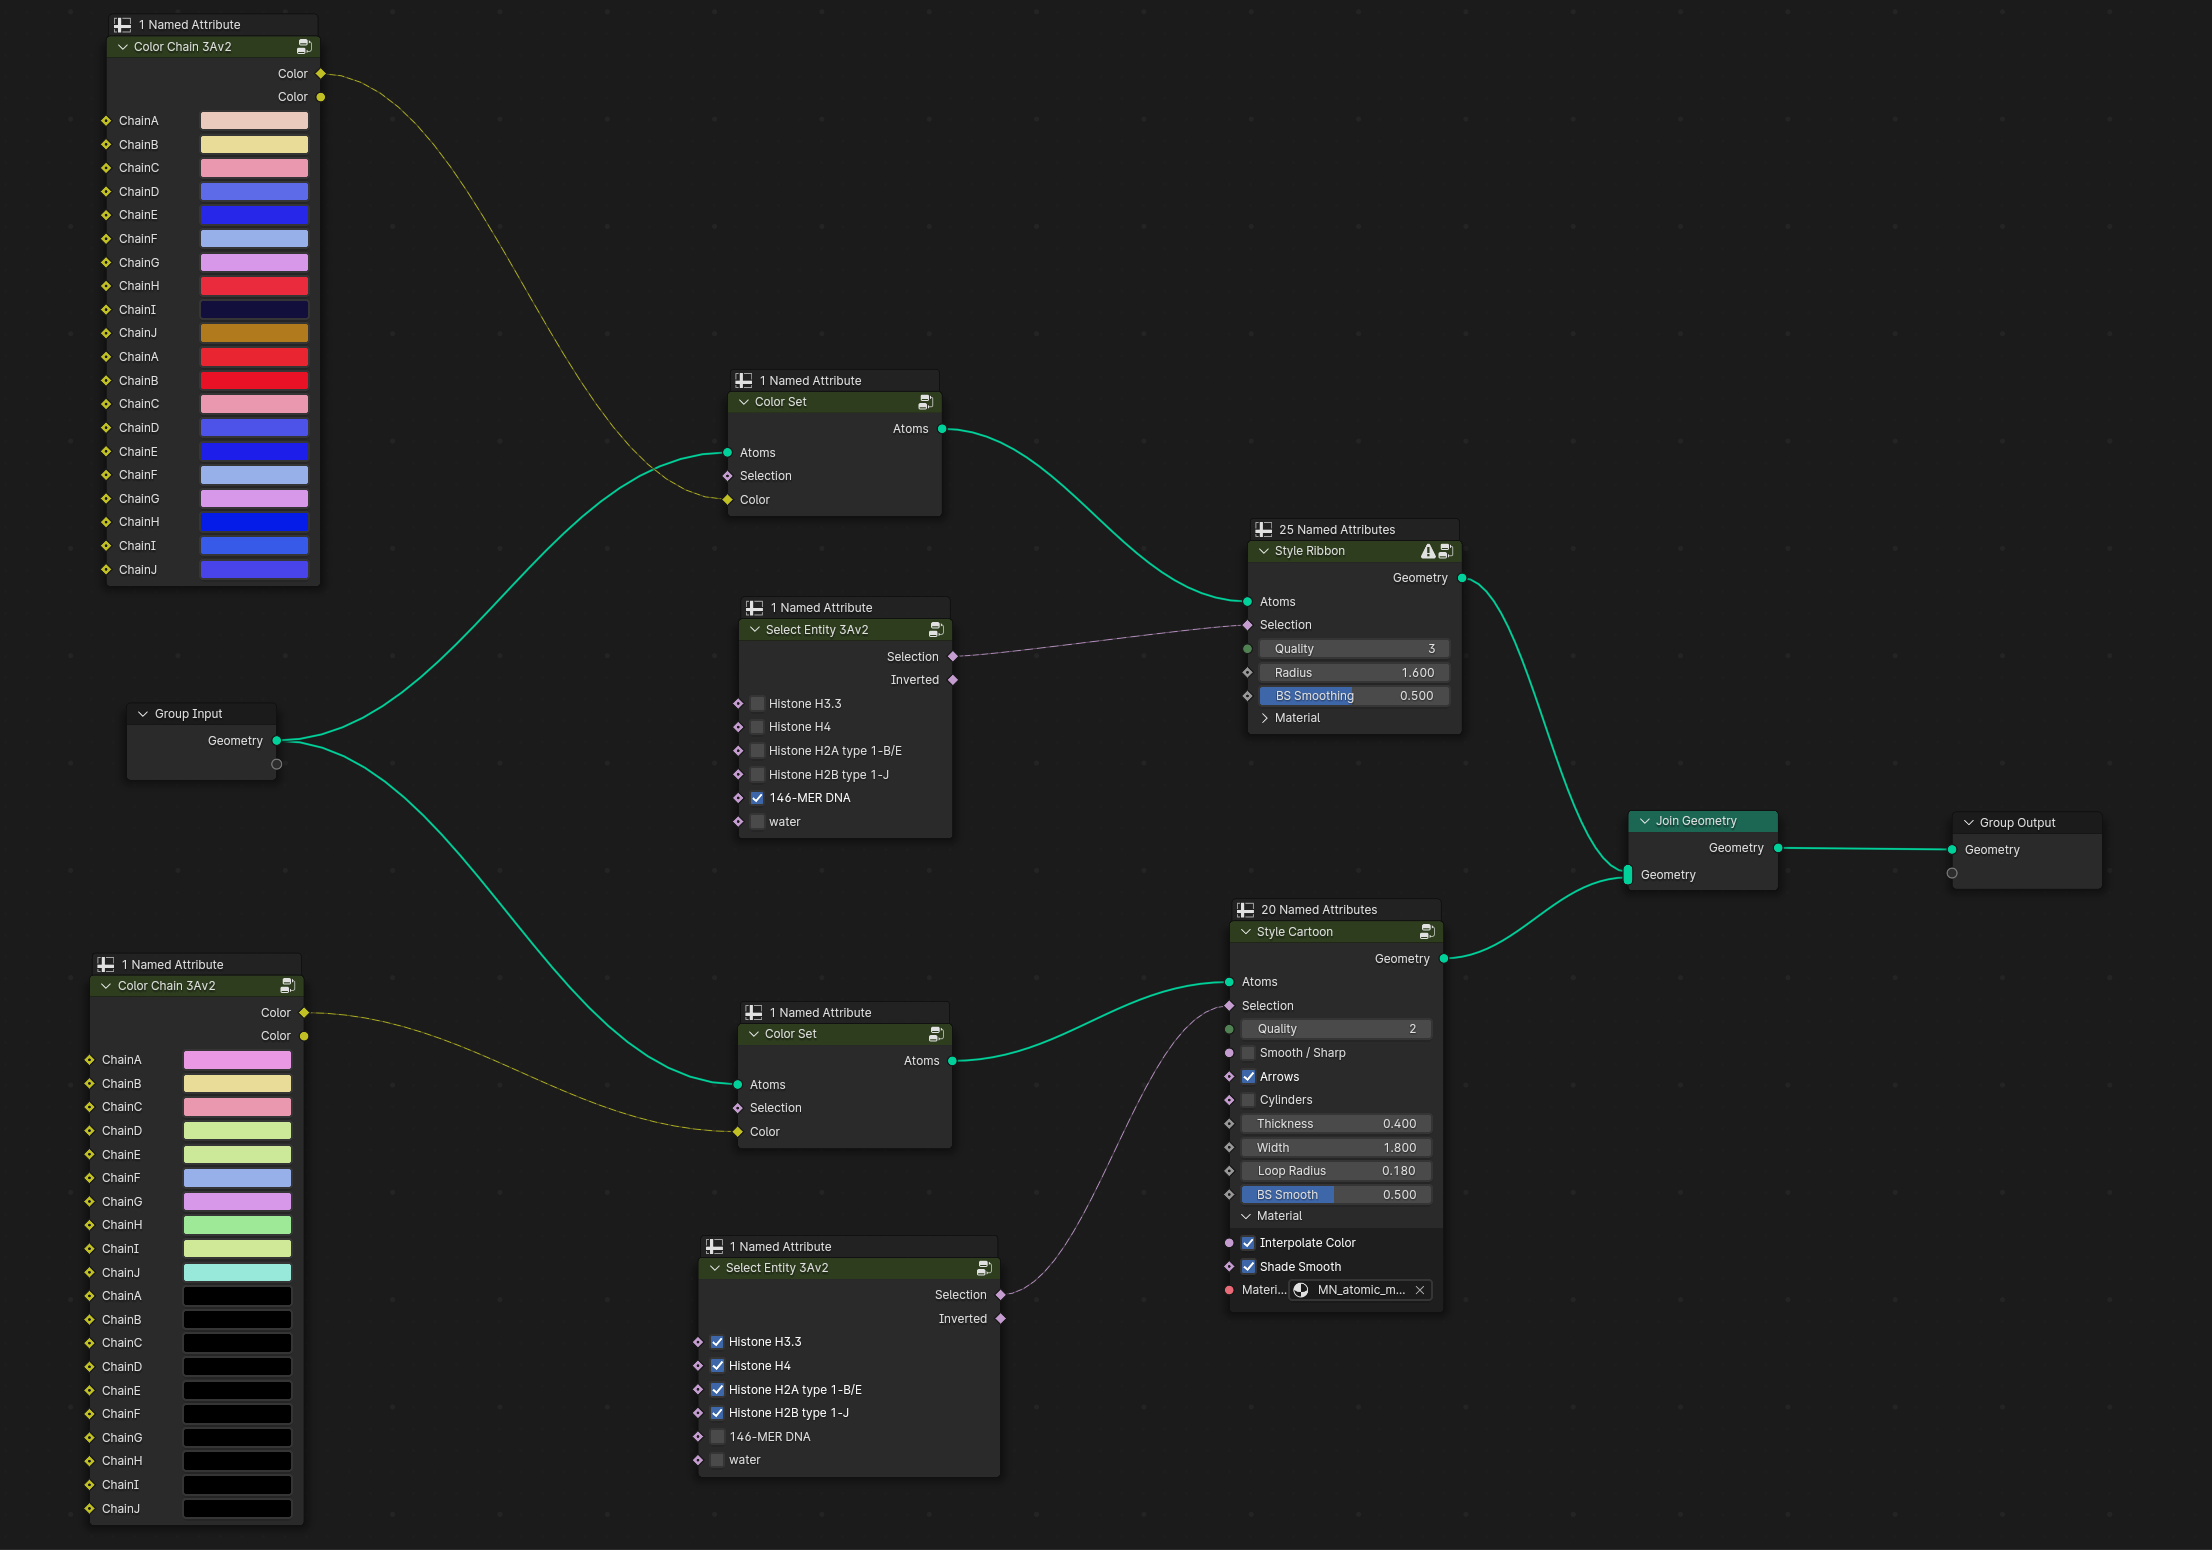 1 Named Attribute
Color Chain 3Av2
Color
Color
ChainA
ChainB
ChainC
ChainD
ChainE
ChainF
ChainG
ChainH
ChainI
ChainJ
ChainA
ChainB
ChainC
ChainD
ChainE
ChainF
ChainG
ChainH
ChainI
ChainJ
Group Input
Geometry
1 Named Attribute
Color Chain 3Av2
Color
Color
ChainA
ChainB
ChainC
ChainD
ChainE
ChainF
ChainG
ChainH
ChainI
ChainJ
ChainA
ChainB
ChainC
ChainD
ChainE
ChainF
ChainG
ChainH
ChainI
ChainJ
1 Named Attribute
Color Set
Atoms
Atoms
Selection
Color
1 Named Attribute
Select Entity 3Av2
Selection
Inverted
Histone H3.3
Histone H4
Histone H2A type 1-B/E
Histone H2B type 1-J
146-MER DNA
water
1 Named Attribute
Color Set
Atoms
Atoms
Selection
Color
1 Named Attribute
Select Entity 3Av2
Selection
Inverted
Histone H3.3
Histone H4
Histone H2A type 1-B/E
Histone H2B type 1-J
146-MER DNA
water
25 Named Attributes
Style Ribbon
Geometry
Atoms
Selection
Quality 3
Radius 1.600
BS Smoothing 0.500
Material
20 Named Attributes
Style Cartoon
Geometry
Atoms
Selection
Quality 2
Smooth / Sharp
Arrows
Cylinders
Thickness 0.400
Width 1.800
Loop Radius 0.180
BS Smooth 0.500
Material
Interpolate Color
Shade Smooth
Materi... MN_atomic_m...
Join Geometry
Geometry
Geometry
Group Output
Geometry